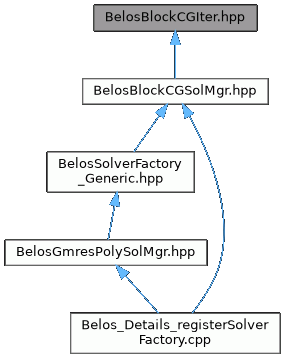 BelosBlockCGIter.hpp
BelosBlockCGSolMgr.hpp
BelosSolverFactory
_Generic.hpp
BelosGmresPolySolMgr.hpp
Belos_Details_registerSolver
Factory.cpp